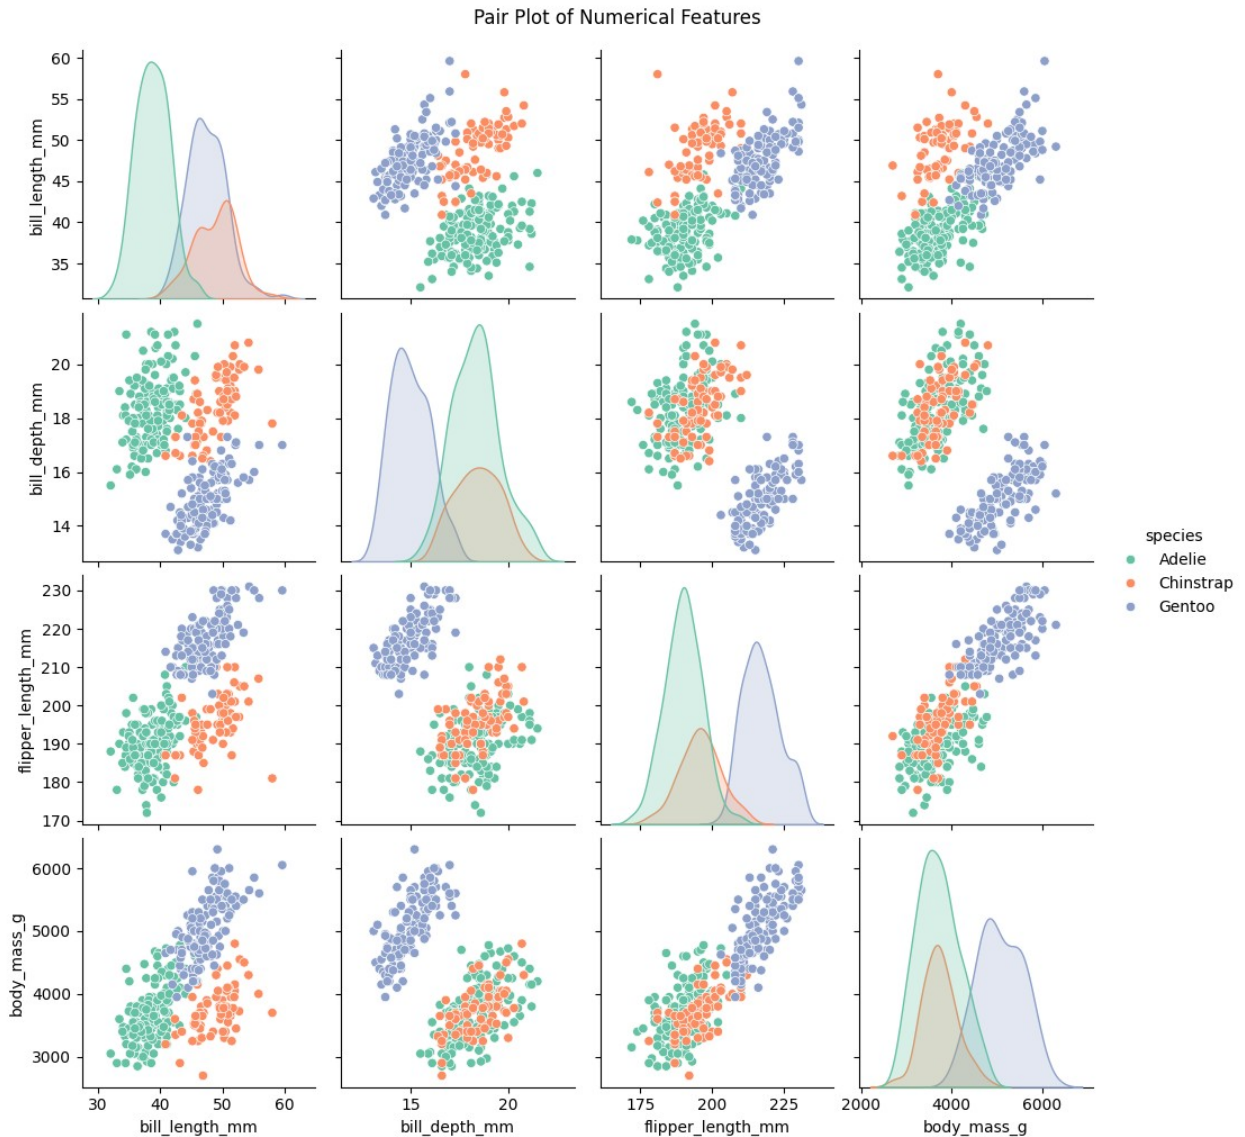 Pair Plot of Numerical Features
60
55
50
45
40
35
bill_length_mm
20
18
16
14
bill_depth_mm
species
Adelie
Chinstrap
Gentoo
230
220
210
200
190
180
170
flipper_length_mm
6000
5000
4000
3000
body_mass_g
30 40 50 60
15 20
175 200 225
2000 4000 6000
bill_length_mm
bill_depth_mm
flipper_length_mm
body_mass_g